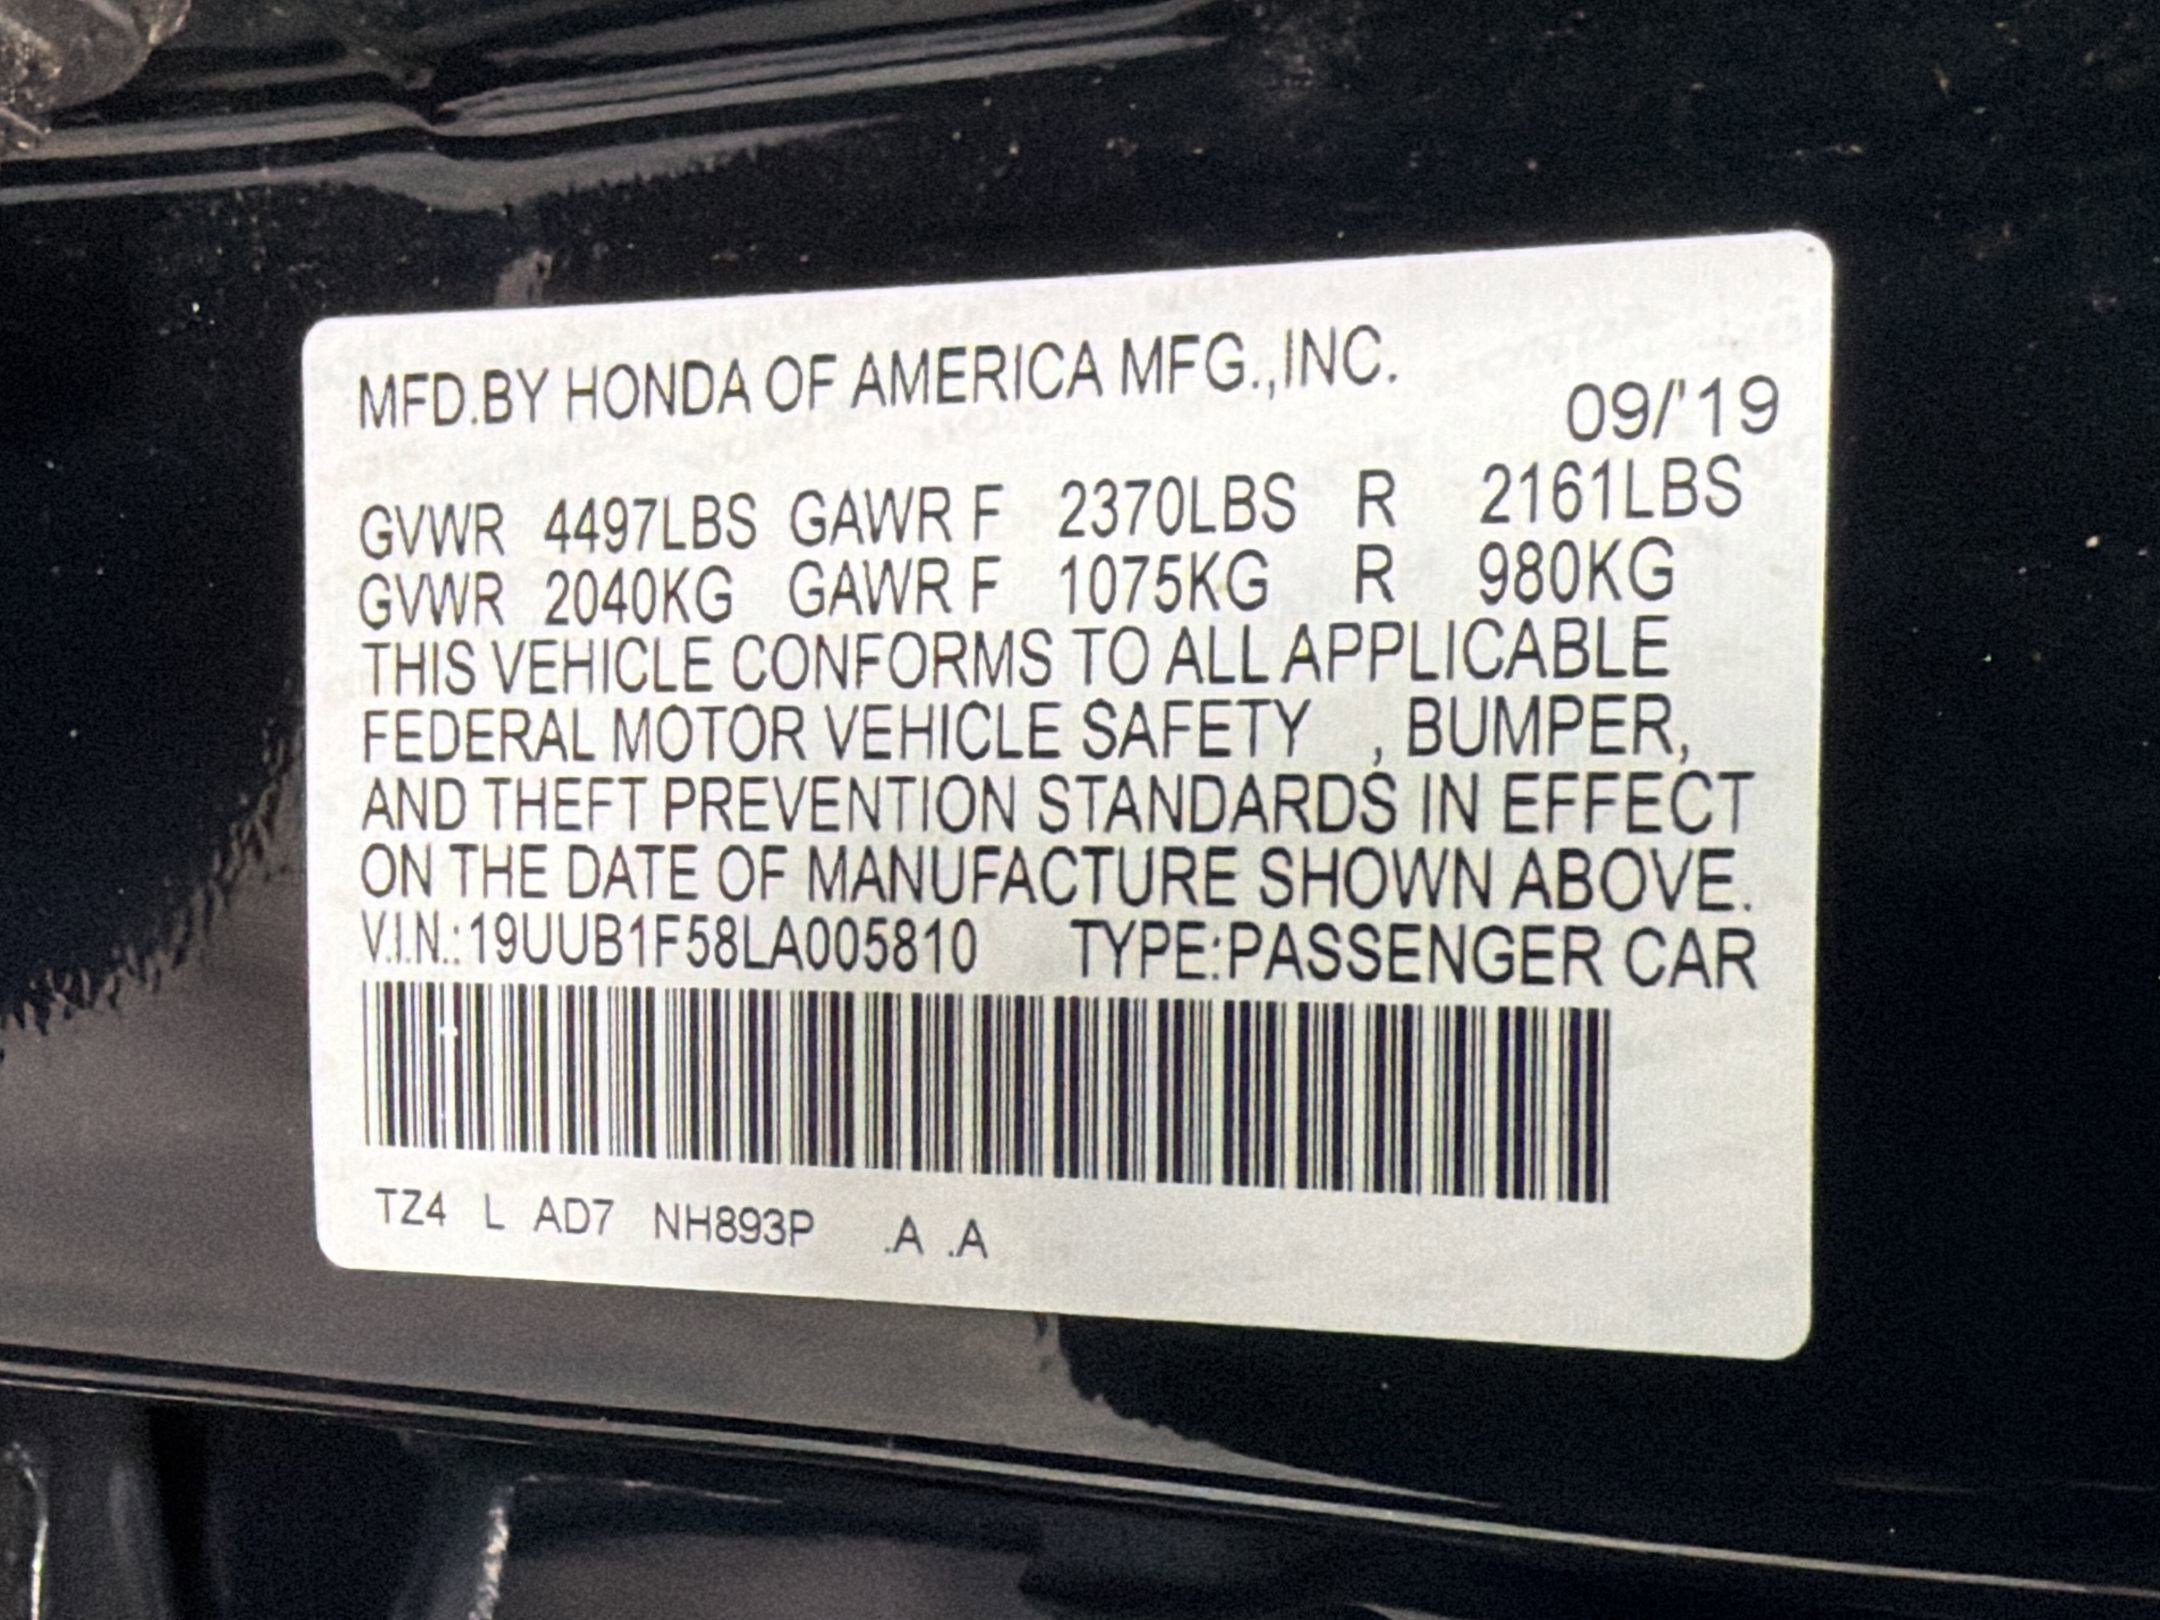 MFD.BY HONDA OF AMERICA MFG.,INC.
09/'19
GVWR 4497LBS GAWR F 2370LBS R 2161LBS
GVWR 2040KG GAWR F 1075KG R 980KG
THIS VEHICLE CONFORMS TO ALL APPLICABLE
FEDERAL MOTOR VEHICLE SAFETY , BUMPER,
AND THEFT PREVENTION STANDARDS IN EFFECT
ON THE DATE OF MANUFACTURE SHOWN ABOVE.
V.I.N.:19UUB1F58LA005810 TYPE:PASSENGER CAR
TZ4 L AD7 NH893P .A .A